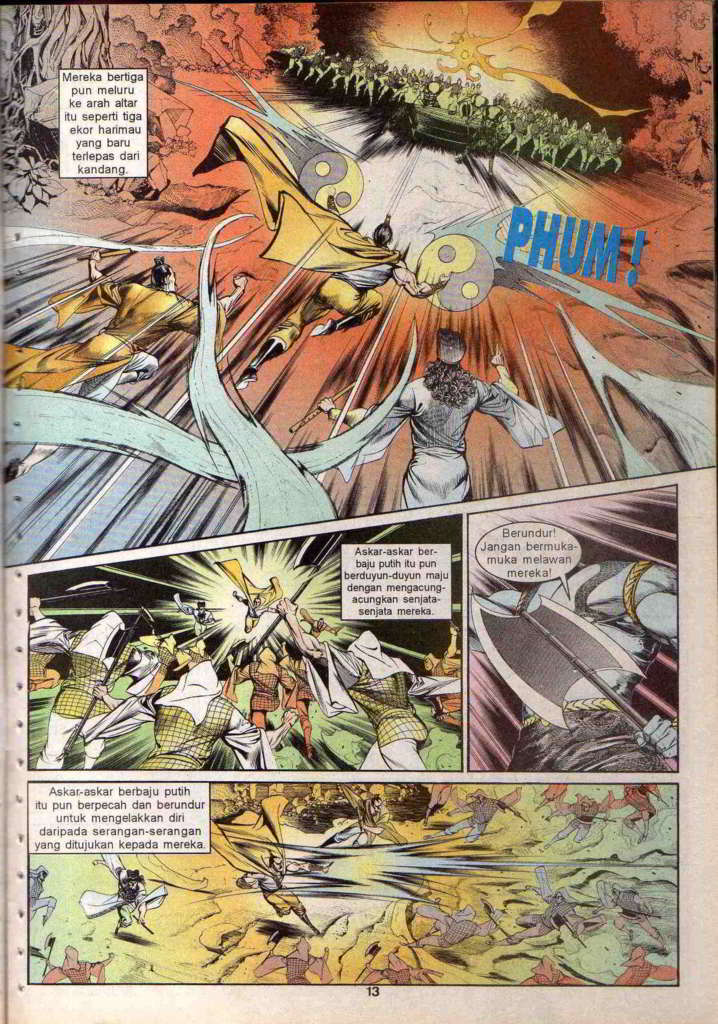 Mereka bertiga
pun meluru
ke arah altar
itu seperti tiga
ekor harimau
yang baru
terlepas dari
kandang.
PHUM!
Askar-askar ber-
baju putih itu pun
berduyun-duyun maju
dengan mengacung-
acungkan senjata-
senjata mereka.
Berundur!
Jangan bermuka-
muka melawan
mereka!
Askar-askar berbaju putih
itu pun berpecah dan berundur
untuk mengelakkan diri
daripada serangan-serangan
yang ditujukan kepada mereka.
13